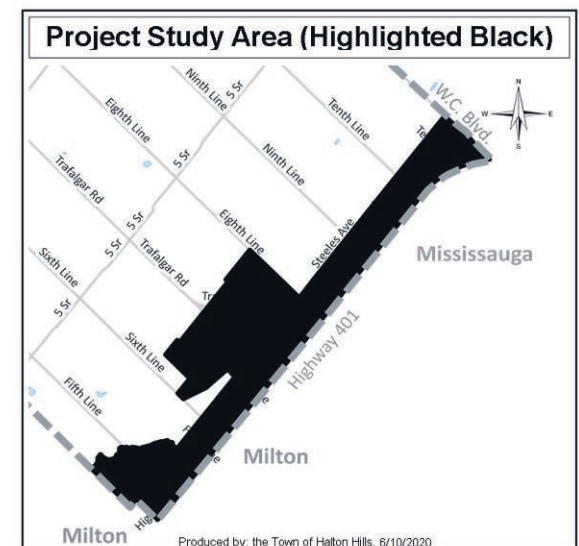 Project Study Area (Highlighted Black)
Ninth Line
5 Sr
W.C. Blvd
N
W
E
S
Eighth Line
Tenth Line
5 Sr
Ninth Line
Trafalgar Rd
5 Sr
Eighth Line
Steeles Ave
Mississauga
Trafalgar Rd
Sixth Line
5 Sr
Highway 401
Sixth Line
Fifth Line
Milton
Milton
Produced by: the Town of Halton Hills, 6/10/2020